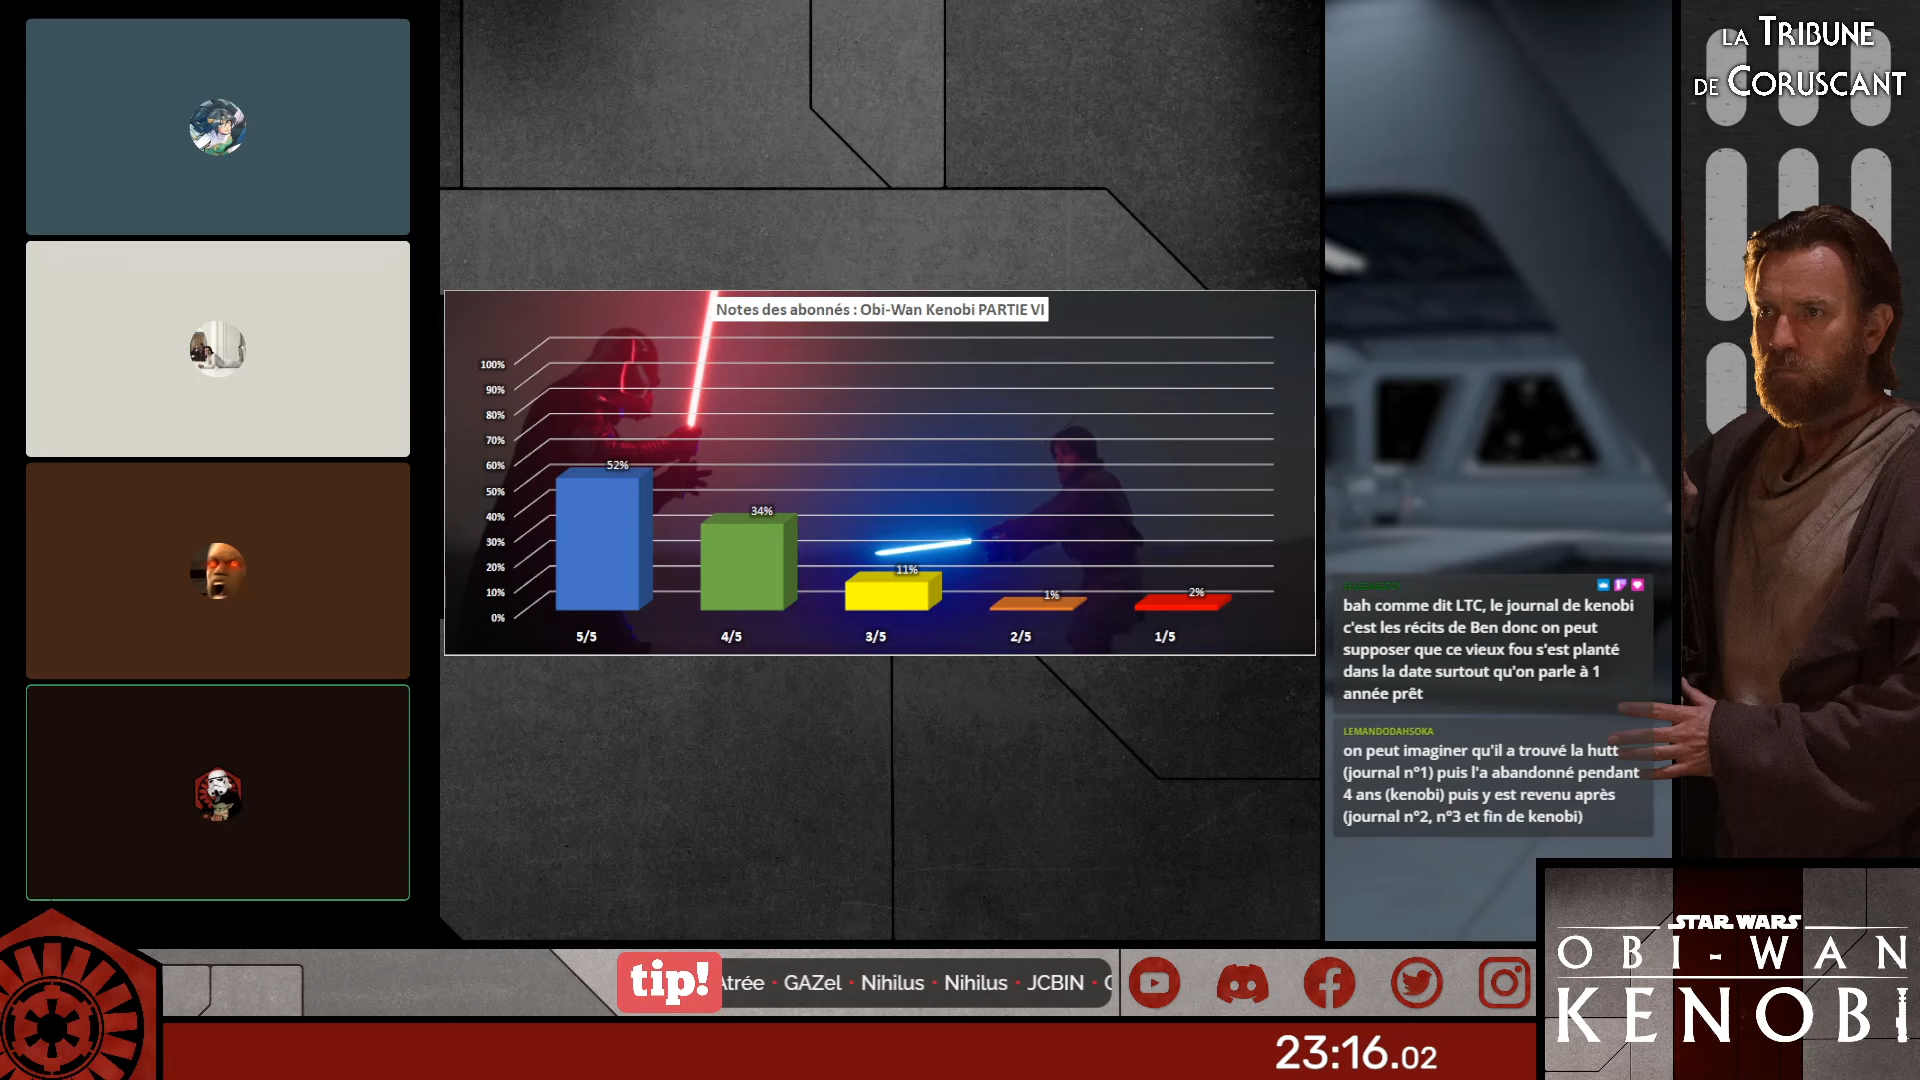 LA TRIBUNE
DE CORUSCANT
Notes des abonnés : Obi-Wan Kenobi PARTIE VI
100%
90%
80%
70%
60%
50%
40%
30%
20%
10%
0%
52%
34%
11%
1%
2%
5/5
4/5
3/5
2/5
1/5
bah comme dit LTC, le journal de kenobi
c'est les récits de Ben donc on peut
supposer que ce vieux fou s'est planté
dans la date surtout qu'on parle à 1
année prêt
LEMANDODAHSOKA
on peut imaginer qu'il a trouvé la hutt
(journal n°1) puis l'a abandonné pendant
4 ans (kenobi) puis y est revenu après
(journal n°2, n°3 et fin de kenobi)
tip!
Atrée • GAZel • Nihilus • Nihilus • JCBIN •
STAR WARS
OBI-WAN
KENOBI
23:16.02